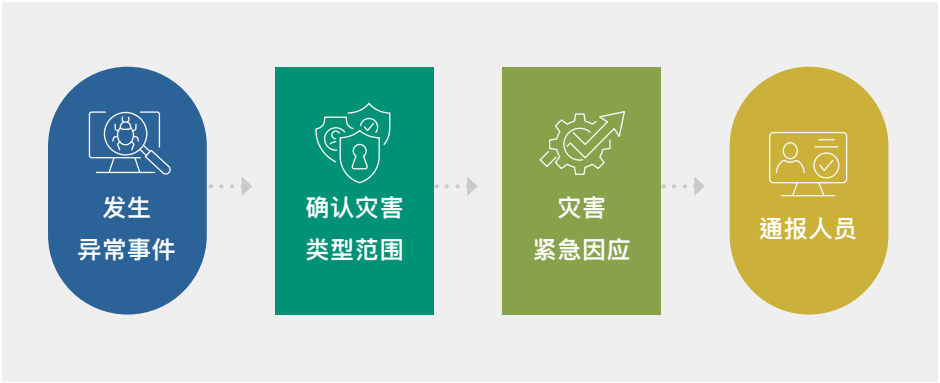 发生
异常事件
确认灾害
类型范围
灾害
紧急因应
通报人员